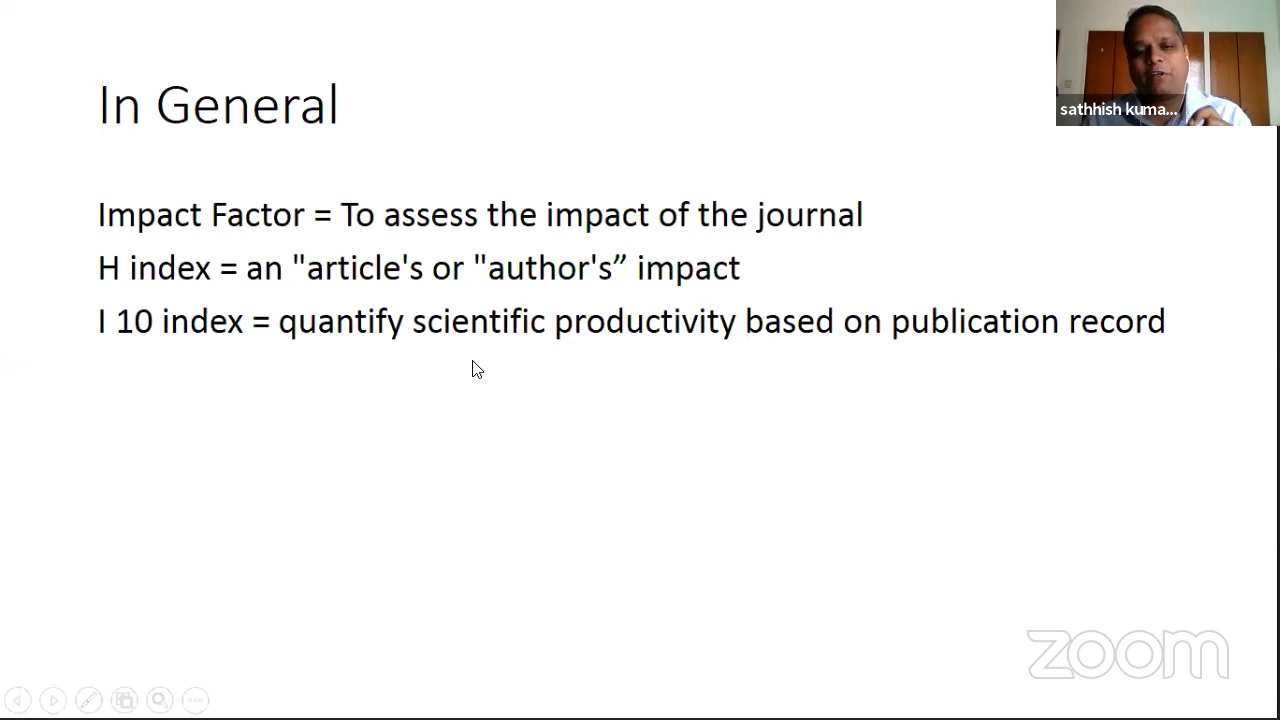 In General
sathhish kuma...
Impact Factor = To assess the impact of the journal
H index = an "article's or "author's” impact
I 10 index = quantify scientific productivity based on publication record
zoom